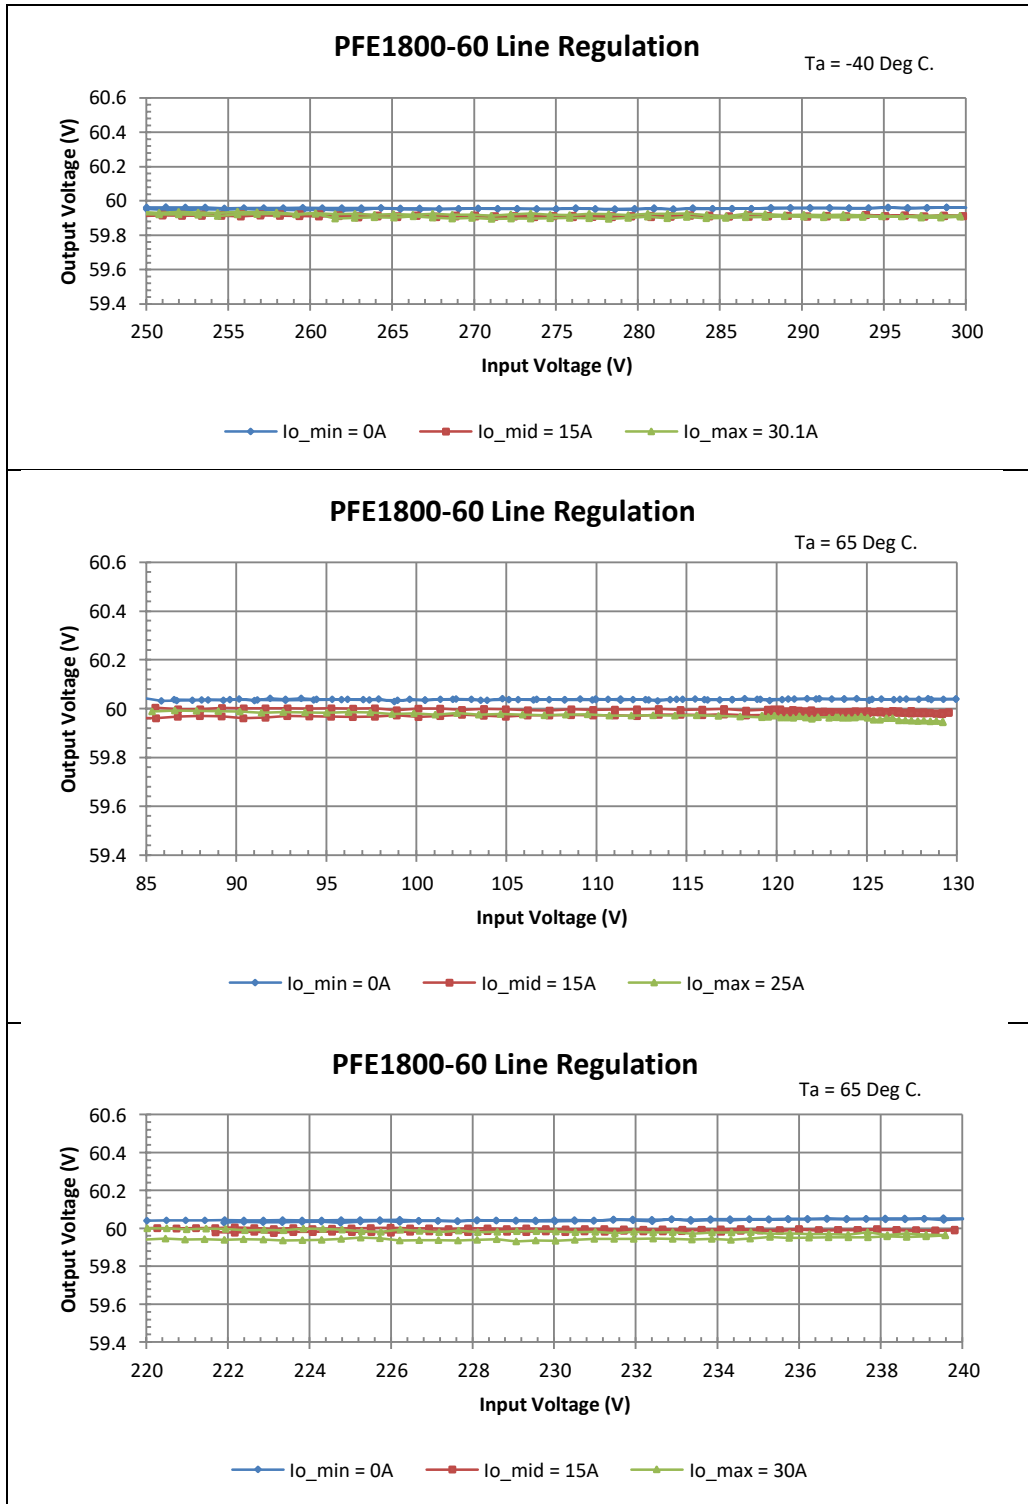 PFE1800-60 Line Regulation
Ta = -40 Deg C.
Output Voltage (V)
60.6
60.4
60.2
60
59.8
59.6
59.4
250 255 260 265 270 275 280 285 290 295 300
Input Voltage (V)
Io_min = 0A Io_mid = 15A Io_max = 30.1A
PFE1800-60 Line Regulation
Ta = 65 Deg C.
Output Voltage (V)
60.6
60.4
60.2
60
59.8
59.6
59.4
85 90 95 100 105 110 115 120 125 130
Input Voltage (V)
Io_min = 0A Io_mid = 15A Io_max = 25A
PFE1800-60 Line Regulation
Ta = 65 Deg C.
Output Voltage (V)
60.6
60.4
60.2
60
59.8
59.6
59.4
220 222 224 226 228 230 232 234 236 238 240
Input Voltage (V)
Io_min = 0A Io_mid = 15A Io_max = 30A